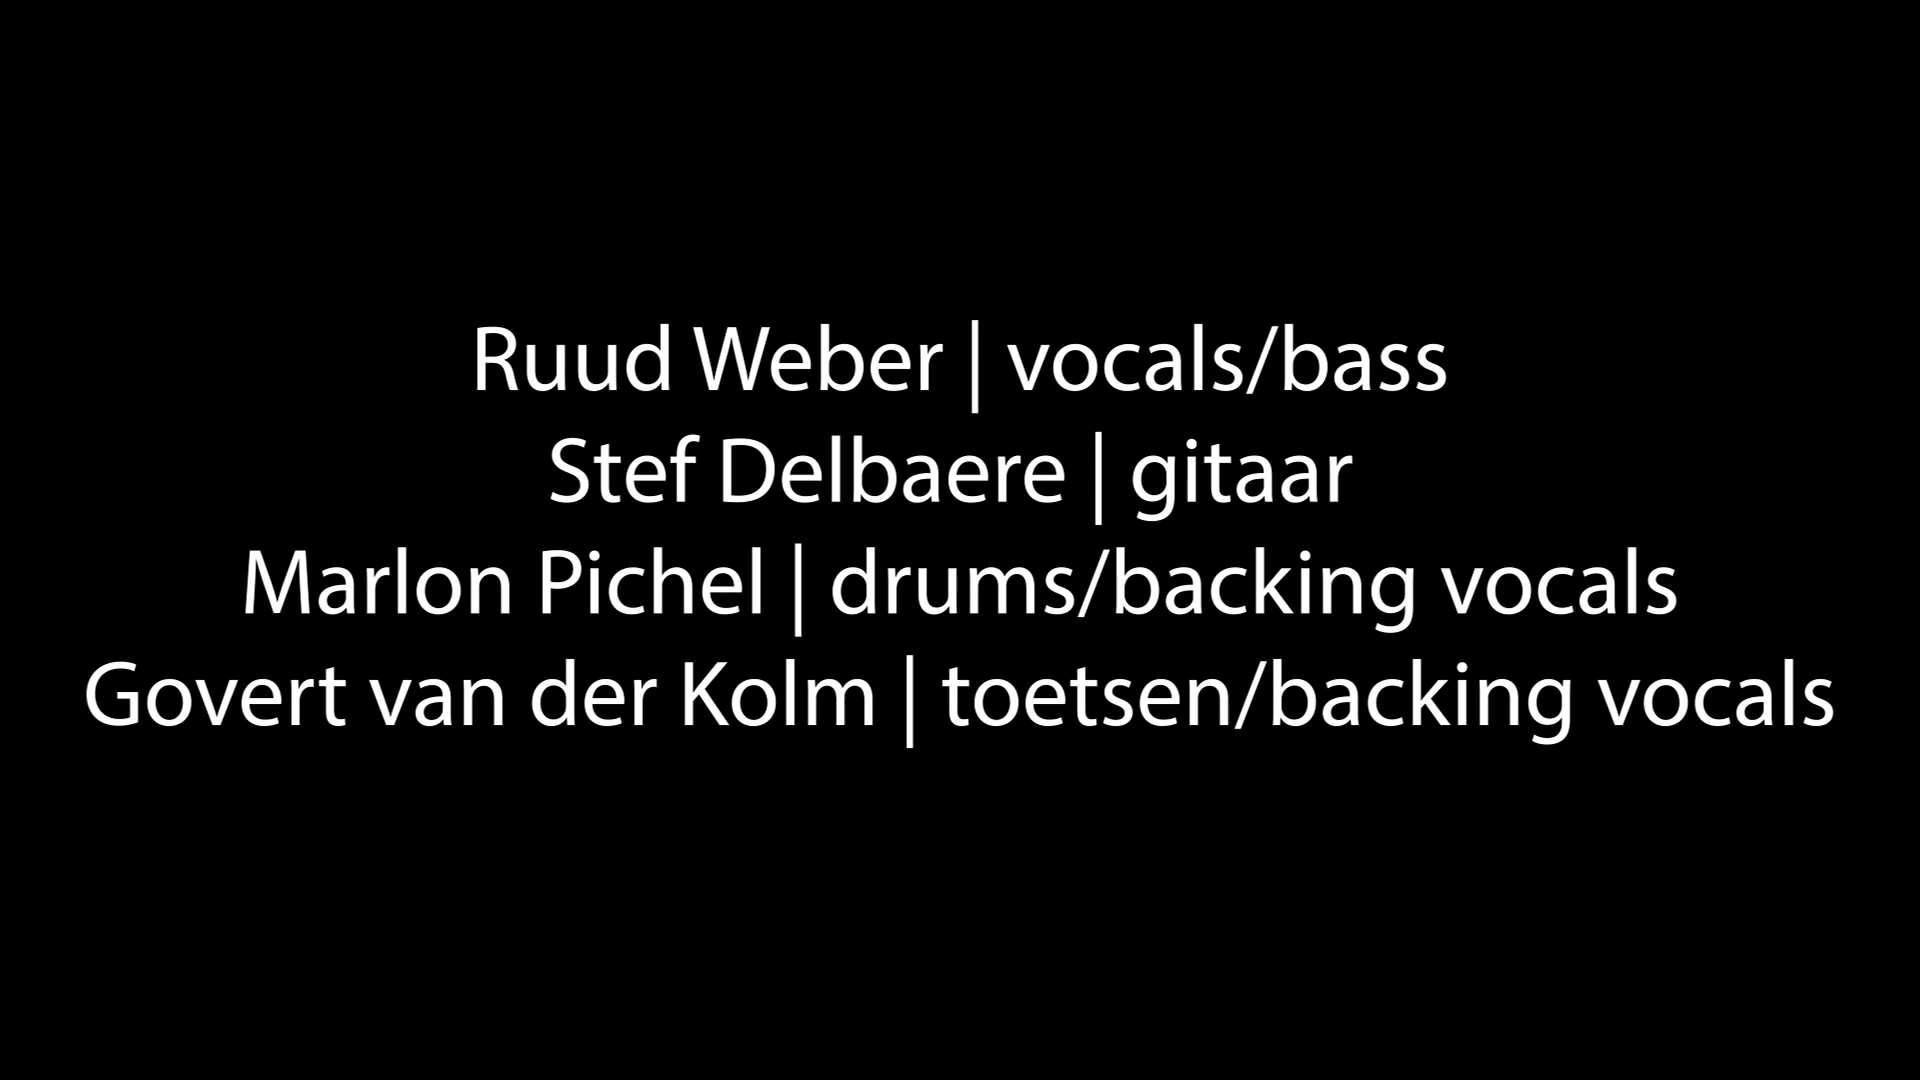 Ruud Weber | vocals/bass
Stef Delbaere | gitaar
Marlon Pichel | drums/backing vocals
Govert van der Kolm | toetsen/backing vocals